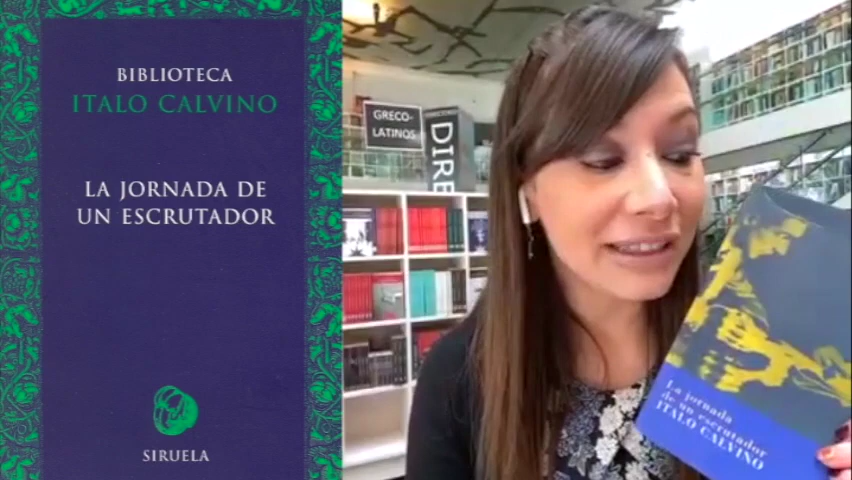 BIBLIOTECA
ITALO CALVINO
LA JORNADA DE
UN ESCRUTADOR
SIRUELA
GRECO-
LATINOS
DIRE
La jornada
de un escrutador
ITALO CALVINO